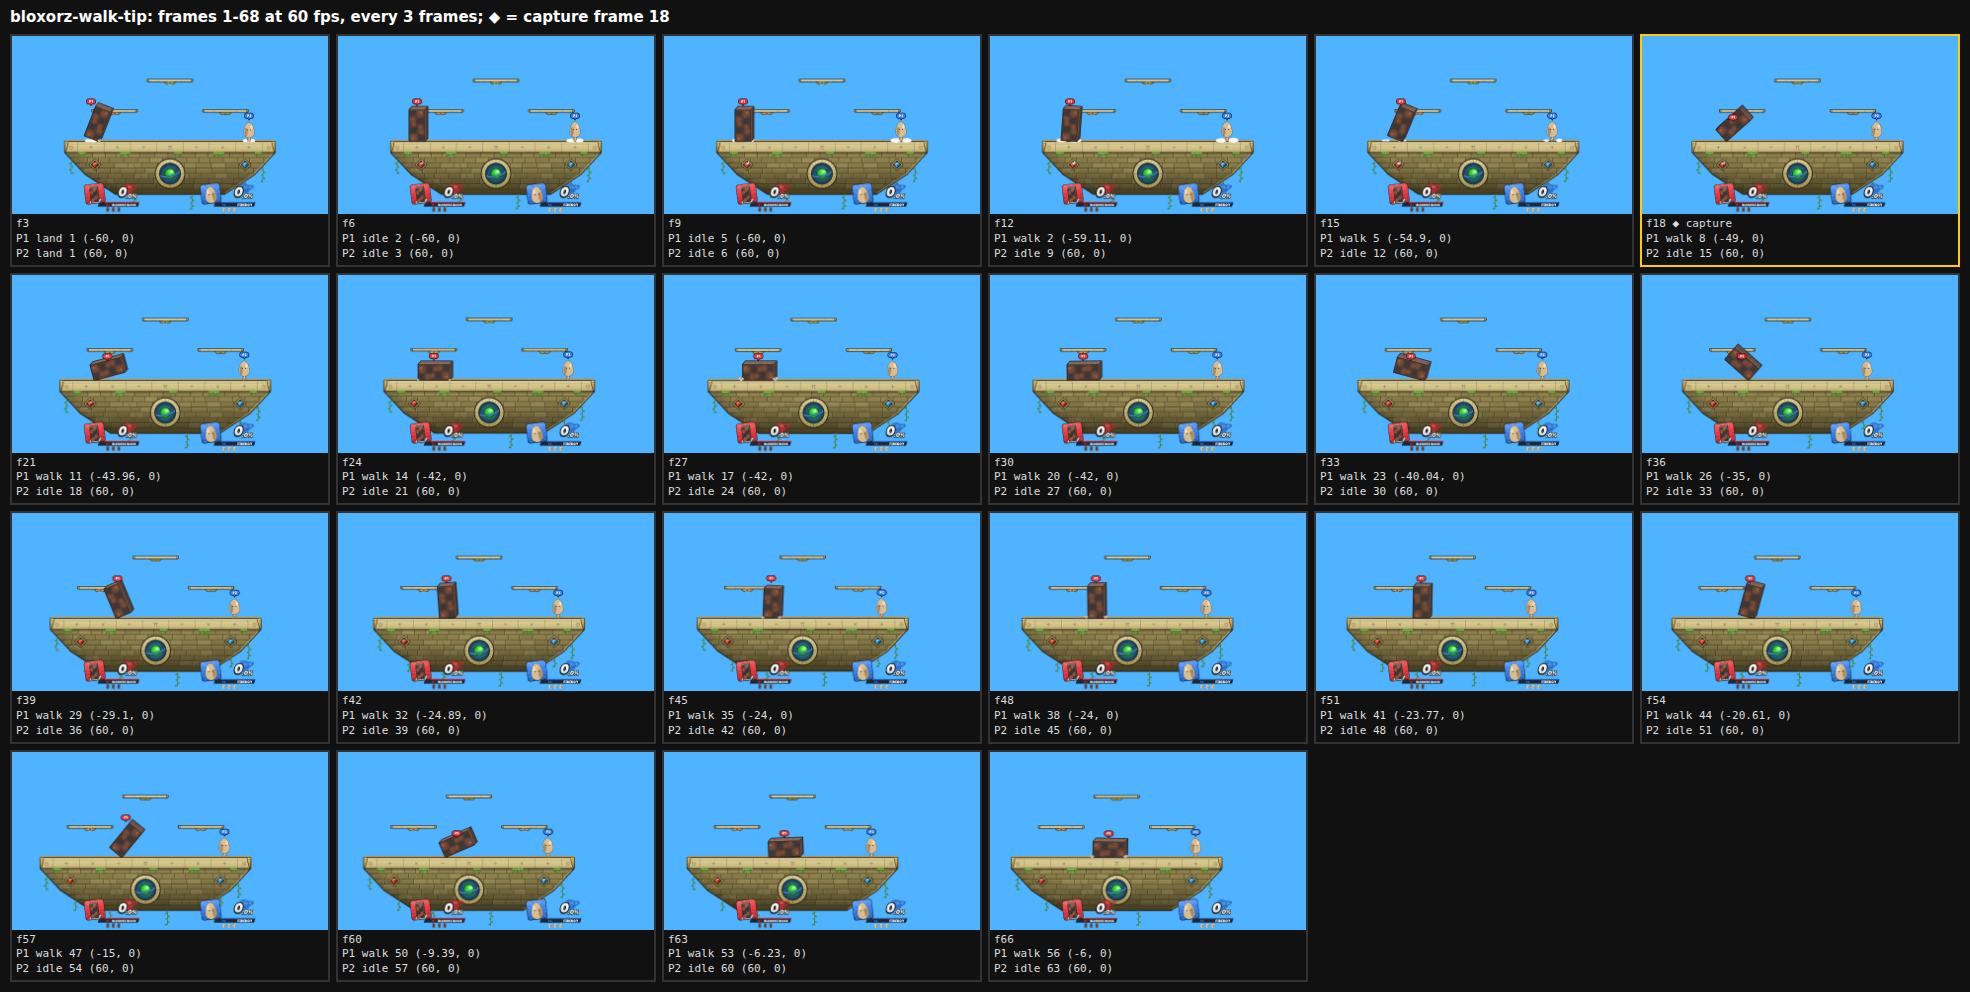 bloxorz-walk-tip: frames 1-68 at 60 fps, every 3 frames; ◆ = capture frame 18
f3
P1 land 1 (-60, 0)
P2 land 1 (60, 0)
f6
P1 idle 2 (-60, 0)
P2 idle 3 (60, 0)
f9
P1 idle 5 (-60, 0)
P2 idle 6 (60, 0)
f12
P1 walk 2 (-59.11, 0)
P2 idle 9 (60, 0)
f15
P1 walk 5 (-54.9, 0)
P2 idle 12 (60, 0)
f18 ◆ capture
P1 walk 8 (-49, 0)
P2 idle 15 (60, 0)
f21
P1 walk 11 (-43.96, 0)
P2 idle 18 (60, 0)
f24
P1 walk 14 (-42, 0)
P2 idle 21 (60, 0)
f27
P1 walk 17 (-42, 0)
P2 idle 24 (60, 0)
f30
P1 walk 20 (-42, 0)
P2 idle 27 (60, 0)
f33
P1 walk 23 (-40.04, 0)
P2 idle 30 (60, 0)
f36
P1 walk 26 (-35, 0)
P2 idle 33 (60, 0)
f39
P1 walk 29 (-29.1, 0)
P2 idle 36 (60, 0)
f42
P1 walk 32 (-24.89, 0)
P2 idle 39 (60, 0)
f45
P1 walk 35 (-24, 0)
P2 idle 42 (60, 0)
f48
P1 walk 38 (-24, 0)
P2 idle 45 (60, 0)
f51
P1 walk 41 (-23.77, 0)
P2 idle 48 (60, 0)
f54
P1 walk 44 (-20.61, 0)
P2 idle 51 (60, 0)
f57
P1 walk 47 (-15, 0)
P2 idle 54 (60, 0)
f60
P1 walk 50 (-9.39, 0)
P2 idle 57 (60, 0)
f63
P1 walk 53 (-6.23, 0)
P2 idle 60 (60, 0)
f66
P1 walk 56 (-6, 0)
P2 idle 63 (60, 0)